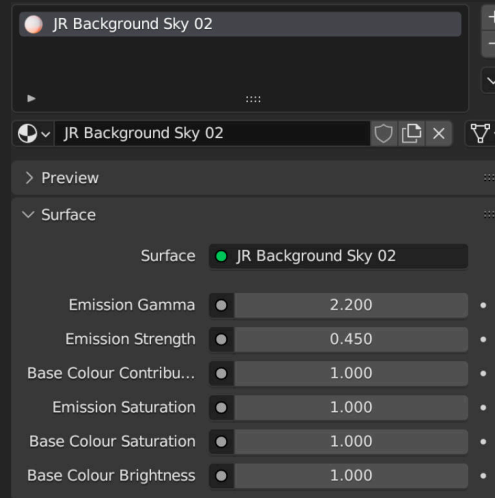 JR Background Sky 02
JR Background Sky 02
Preview
Surface
Surface JR Background Sky 02
Emission Gamma 2.200
Emission Strength 0.450
Base Colour Contribu... 1.000
Emission Saturation 1.000
Base Colour Saturation 1.000
Base Colour Brightness 1.000